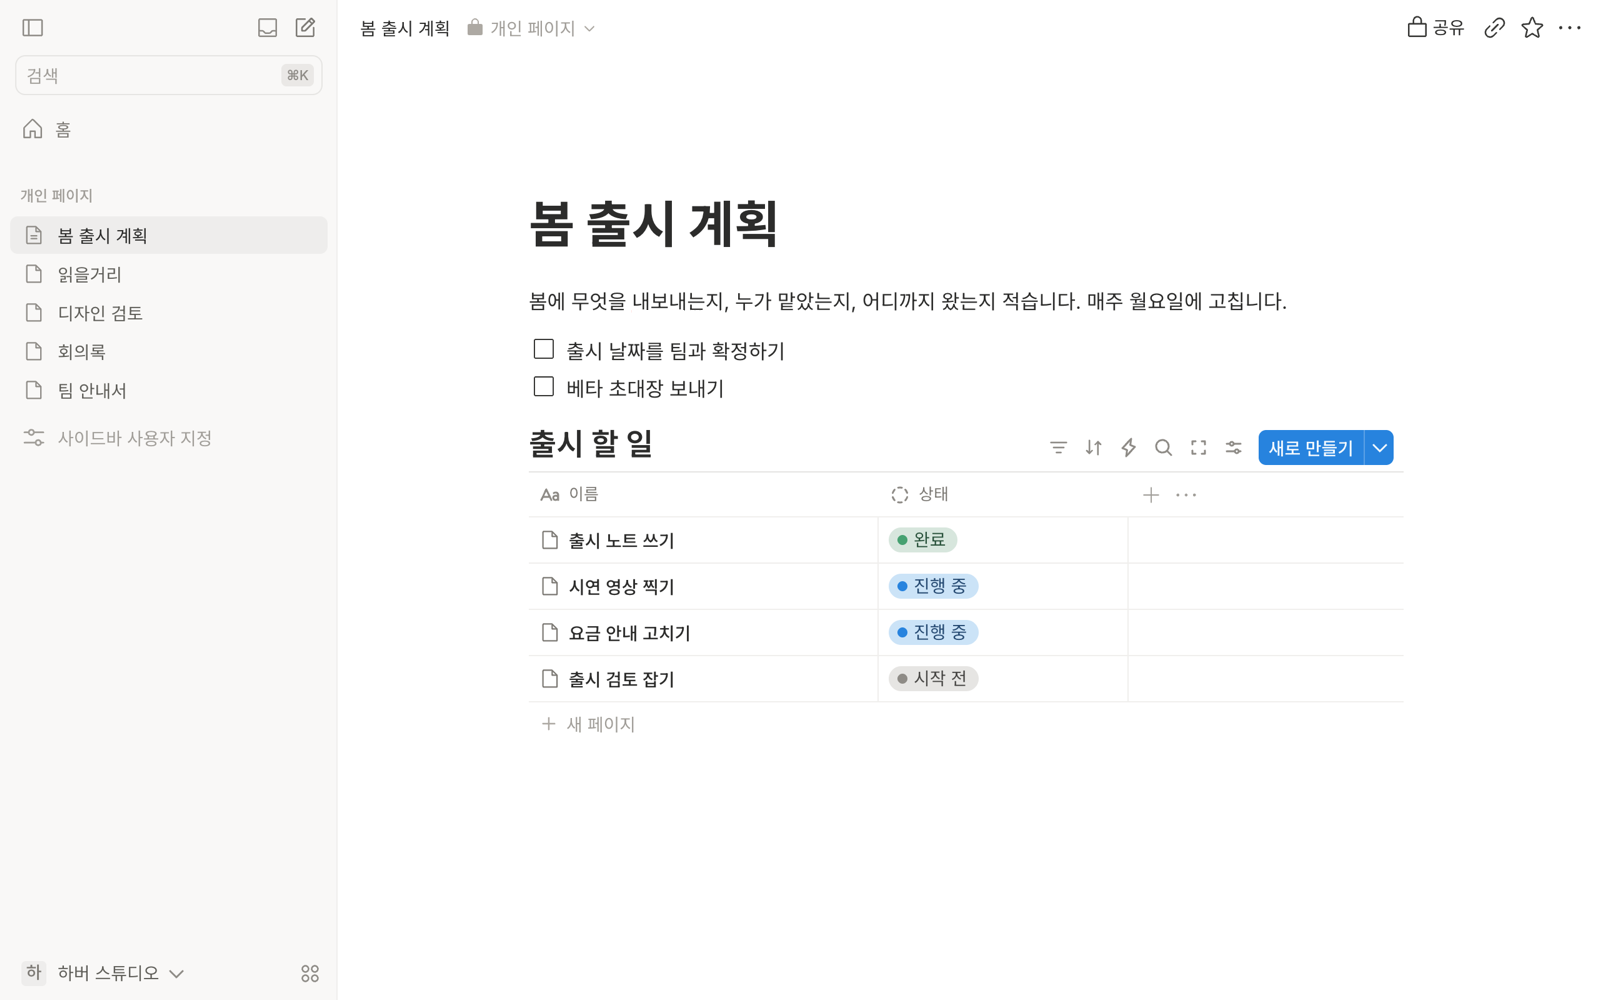 검색 ⌘K
홈
개인 페이지
봄 출시 계획
읽을거리
디자인 검토
회의록
팀 안내서
사이드바 사용자 지정
하 하버 스튜디오
봄 출시 계획 개인 페이지
공유
봄 출시 계획
봄에 무엇을 내보내는지, 누가 맡았는지, 어디까지 왔는지 적습니다. 매주 월요일에 고칩니다.
출시 날짜를 팀과 확정하기
베타 초대장 보내기
출시 할 일
새로 만들기
Aa 이름 상태
출시 노트 쓰기 완료
시연 영상 찍기 진행 중
요금 안내 고치기 진행 중
출시 검토 잡기 시작 전
새 페이지